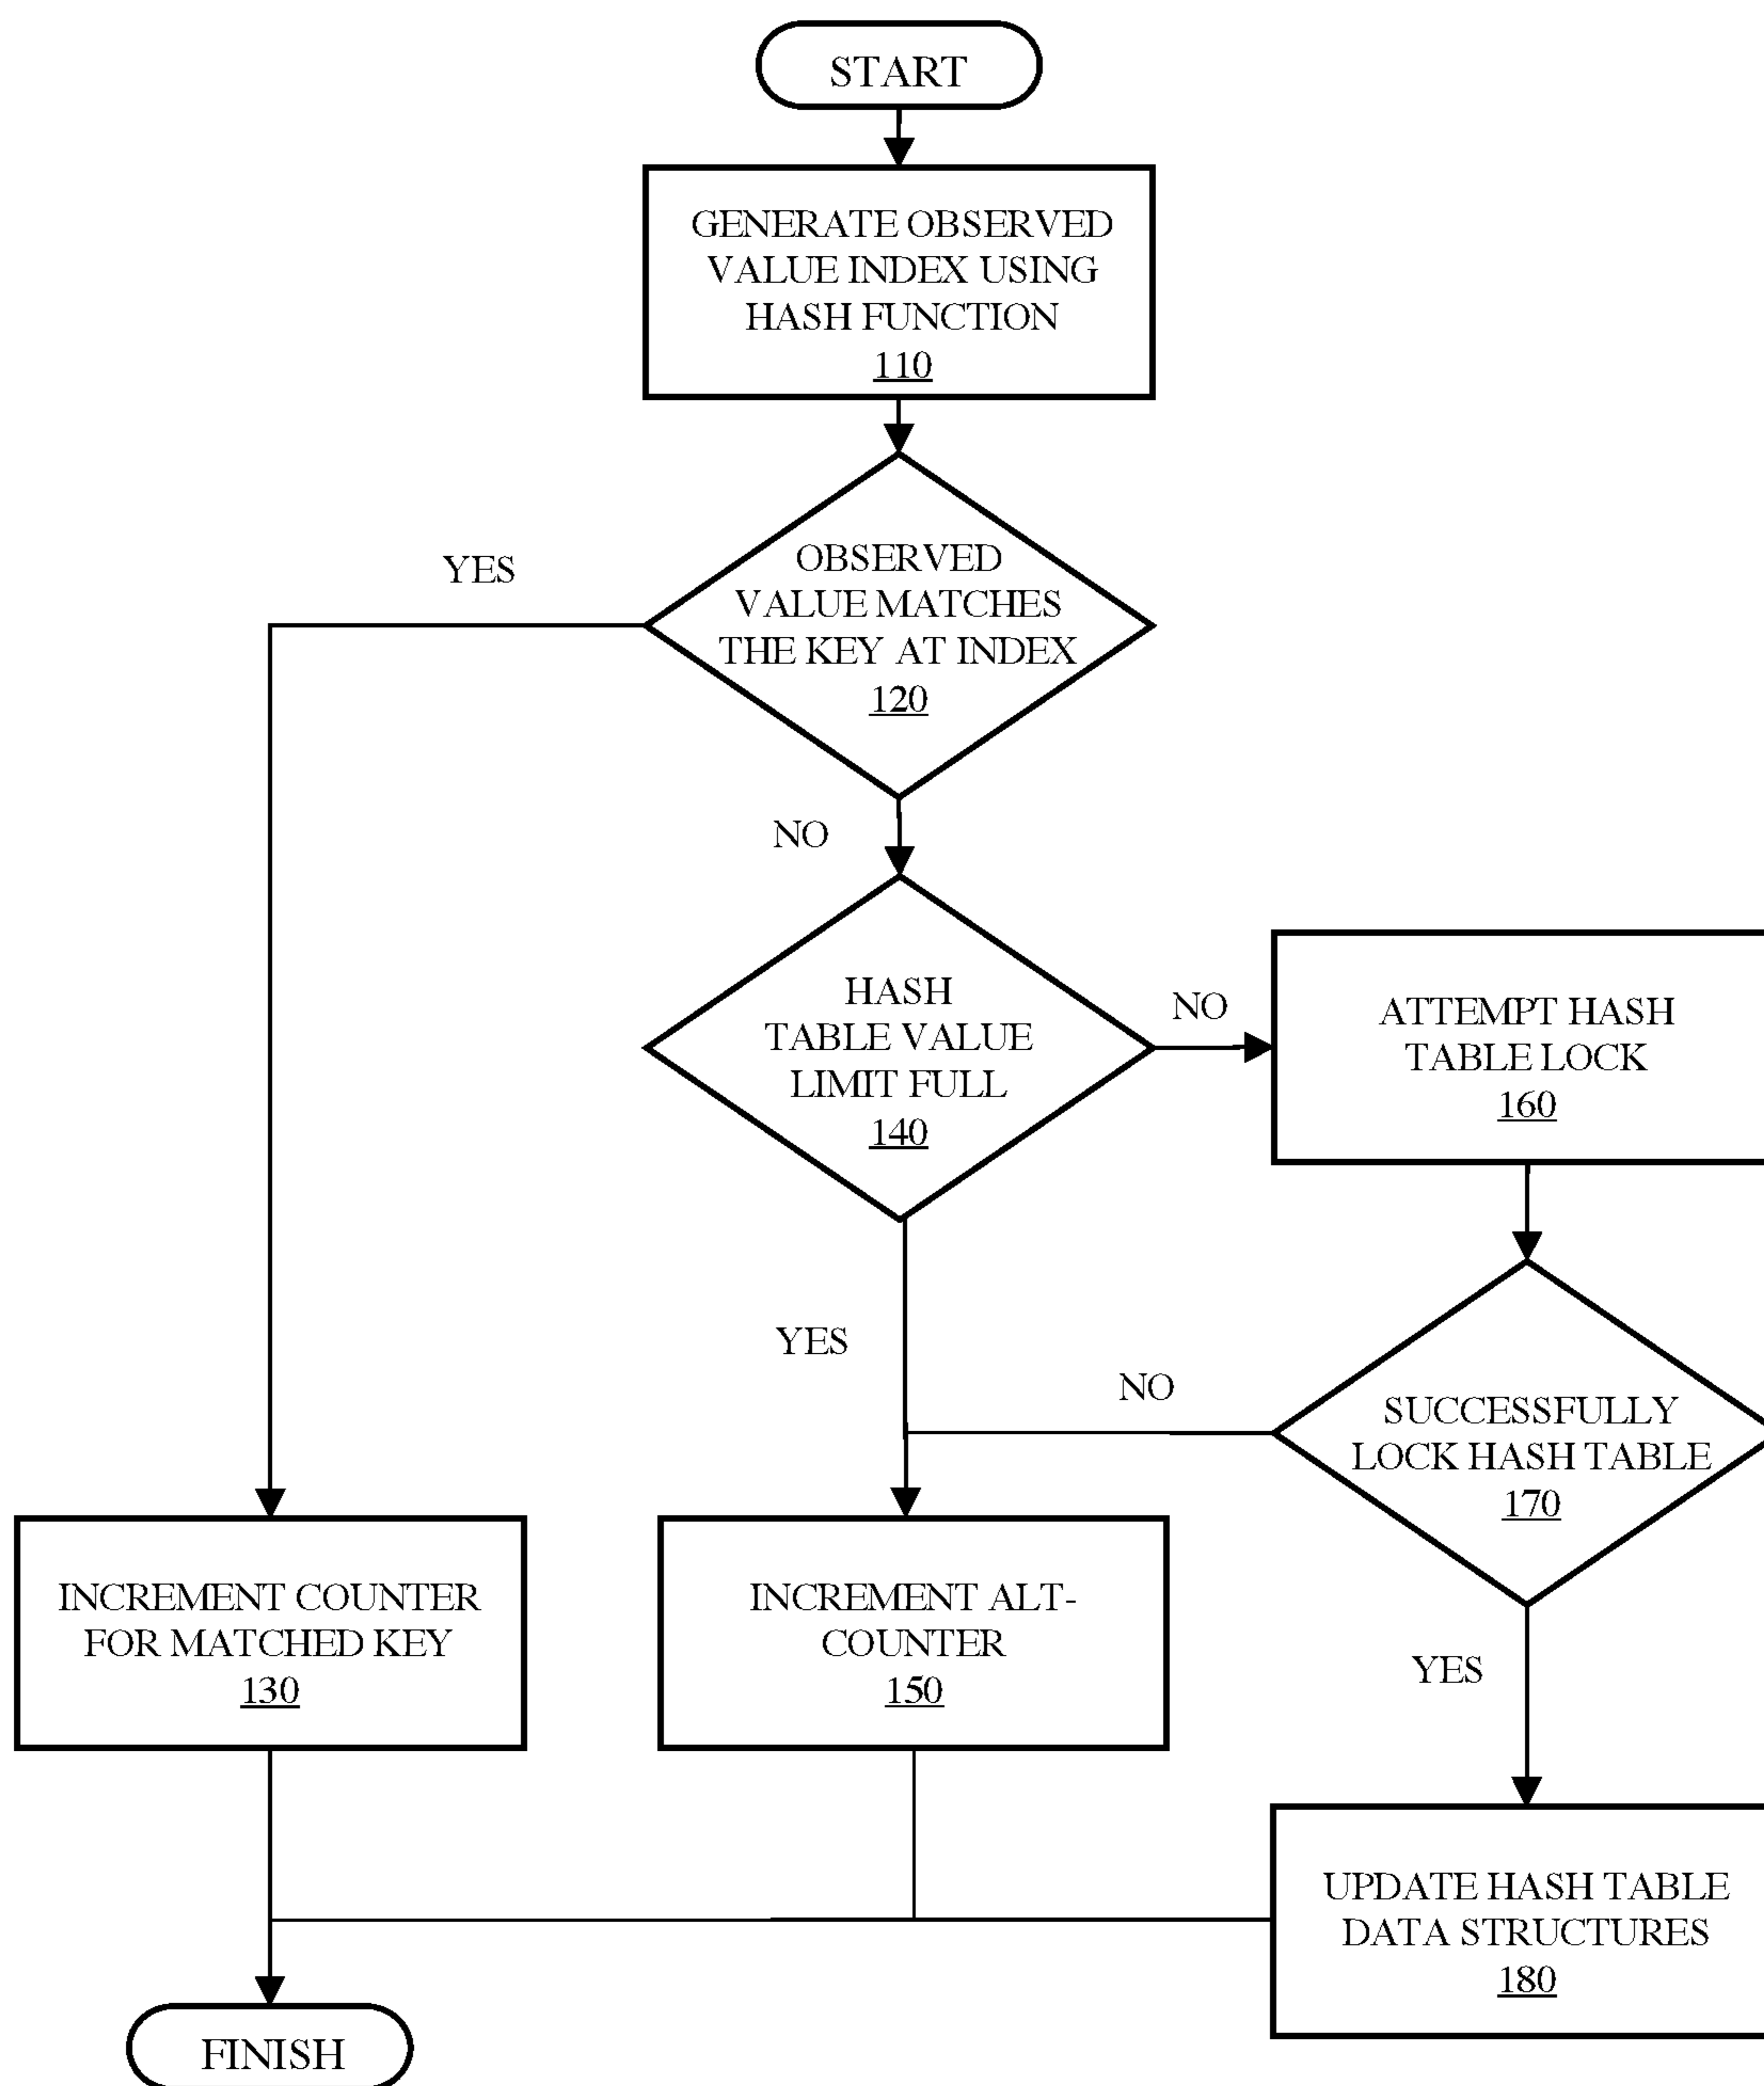 START
GENERATE OBSERVED
VALUE INDEX USING
HASH FUNCTION
110
YES
OBSERVED
VALUE MATCHES
THE KEY AT INDEX
120
NO
HASH
TABLE VALUE
LIMIT FULL
140
NO
ATTEMPT HASH
TABLE LOCK
160
YES
NO
SUCCESSFULLY
LOCK HASH TABLE
170
INCREMENT COUNTER
FOR MATCHED KEY
130
INCREMENT ALT-
COUNTER
150
YES
UPDATE HASH TABLE
DATA STRUCTURES
180
FINISH